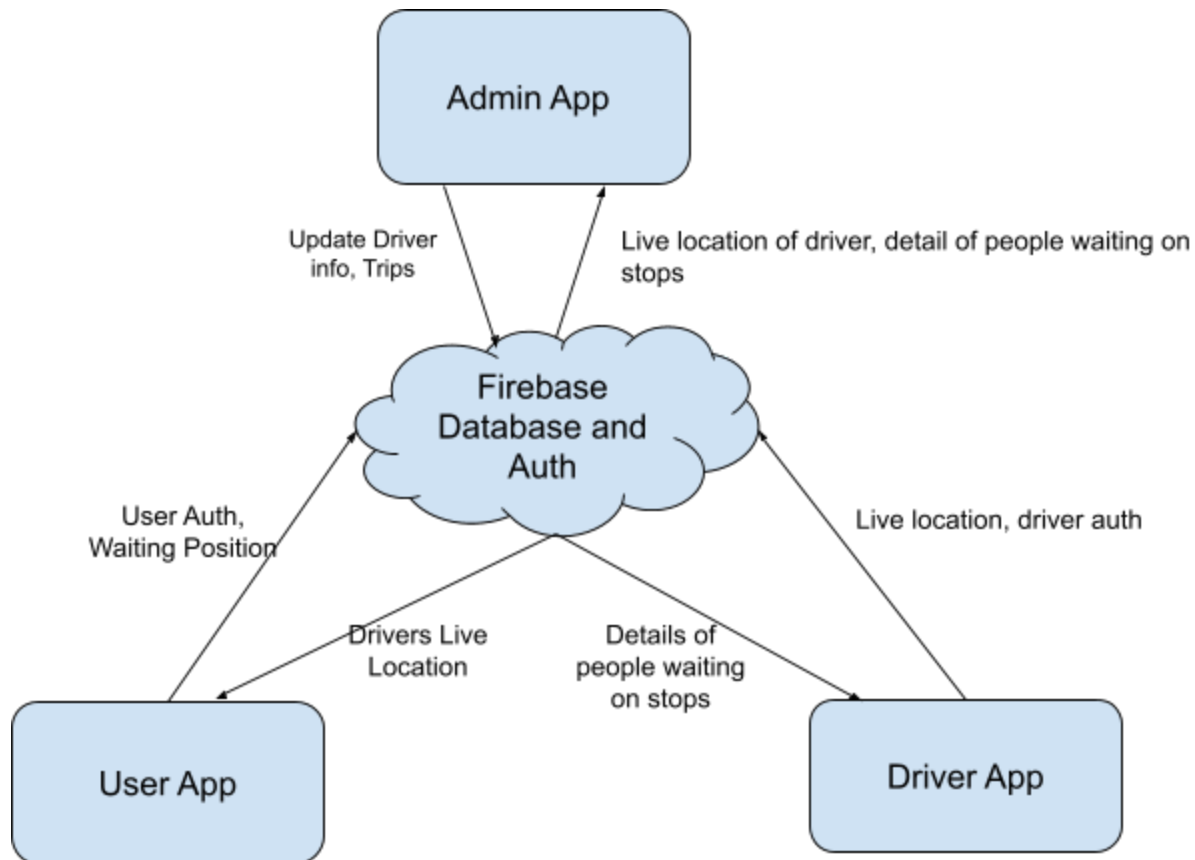 Admin App
Update Driver
info, Trips
Live location of driver, detail of people waiting on
stops
Firebase
Database and
Auth
User Auth,
Waiting Position
Live location, driver auth
Drivers Live
Location
Details of
people waiting
on stops
User App
Driver App